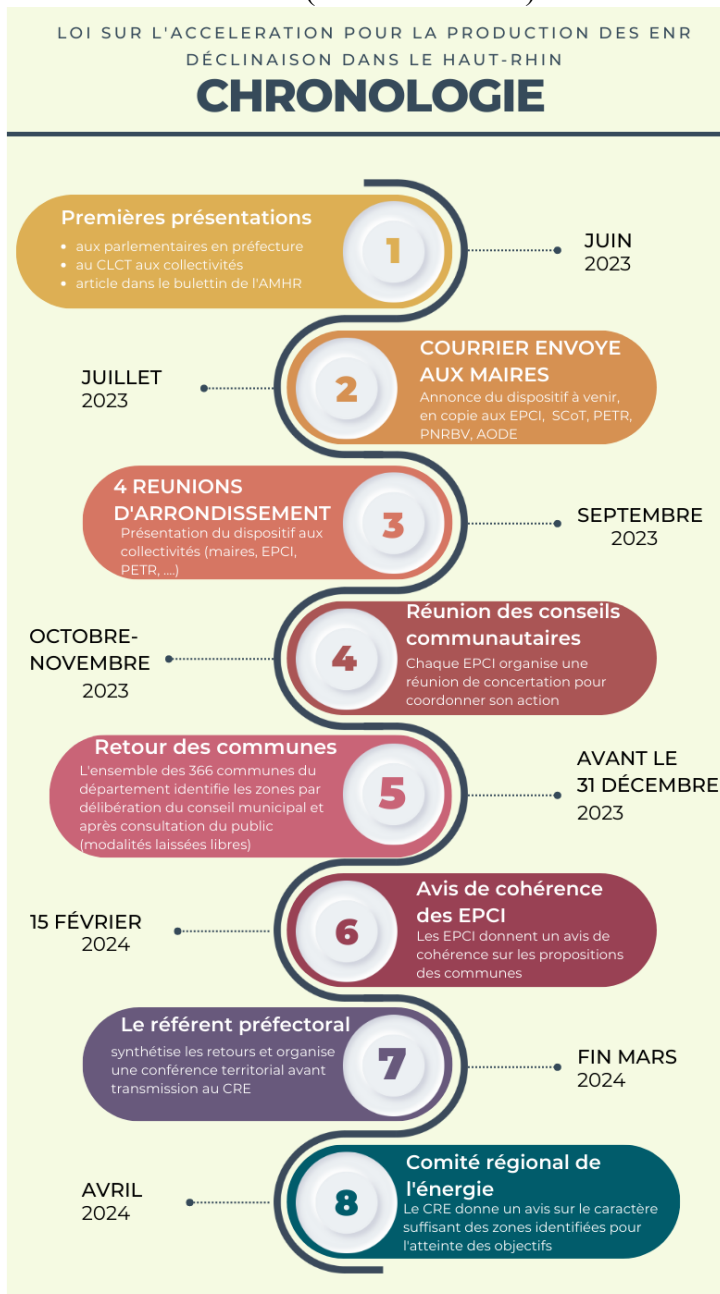 LOI SUR L'ACCELERATION POUR LA PRODUCTION DES ENR
DÉCLINAISON DANS LE HAUT-RHIN
CHRONOLOGIE
Premières présentations
• aux parlementaires en préfecture
• au CLCT aux collectivités
• article dans le bulettin de l'AMHR
1
JUIN
2023
JUILLET
2023
2
COURRIER ENVOYE
AUX MAIRES
Annonce du dispositif à venir,
en copie aux EPCI, SCoT, PETR,
PNRBV, AODE
4 REUNIONS
D'ARRONDISSEMENT
Présentation du dispositif aux
collectivités (maires, EPCI,
PETR, ....)
3
SEPTEMBRE
2023
OCTOBRE-
NOVEMBRE
2023
4
Réunion des conseils
communautaires
Chaque EPCI organise une
réunion de concertation pour
coordonner son action
Retour des communes
L'ensemble des 366 communes du
département identifie les zones par
délibération du conseil municipal et
après consultation du public
(modalités laissées libres)
5
AVANT LE
31 DÉCEMBRE
2023
15 FÉVRIER
2024
6
Avis de cohérence
des EPCI
Les EPCI donnent un avis de
cohérence sur les propositions
des communes
Le référent préfectoral
synthétise les retours et organise
une conférence territorial avant
transmission au CRE
7
FIN MARS
2024
AVRIL
2024
8
Comité régional de
l'énergie
Le CRE donne un avis sur le caractère
suffisant des zones identifiées pour
l'atteinte des objectifs